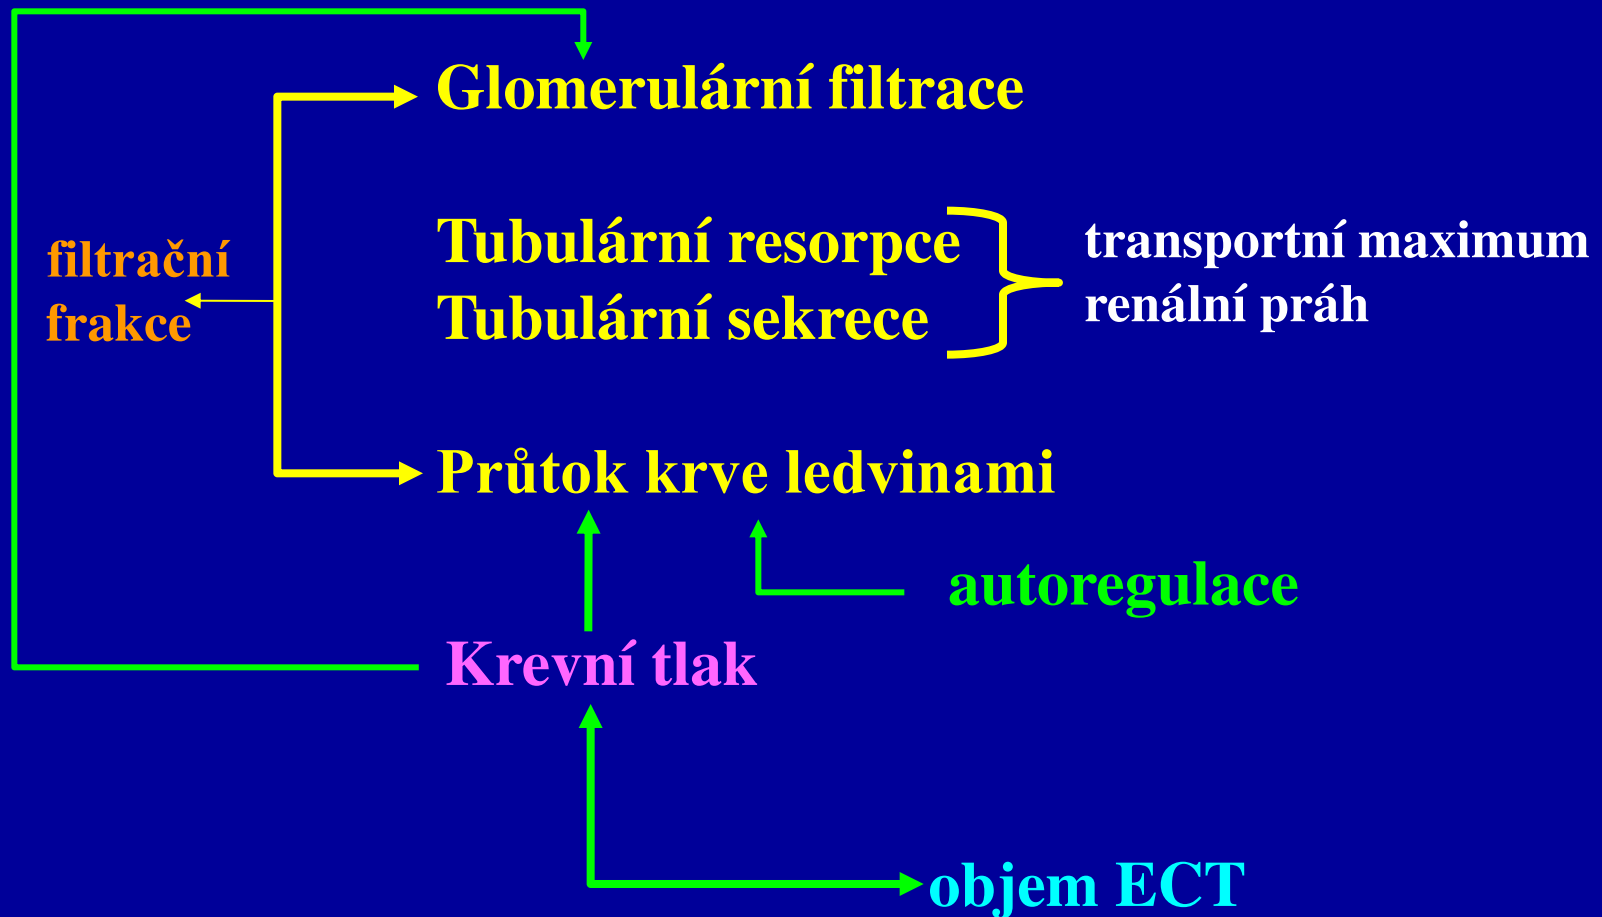 Glomerulární filtrace
filtrační
frakce
Tubulární resorpce
Tubulární sekrece
transportní maximum
renální práh
Průtok krve ledvinami
autoregulace
Krevní tlak
objem ECT